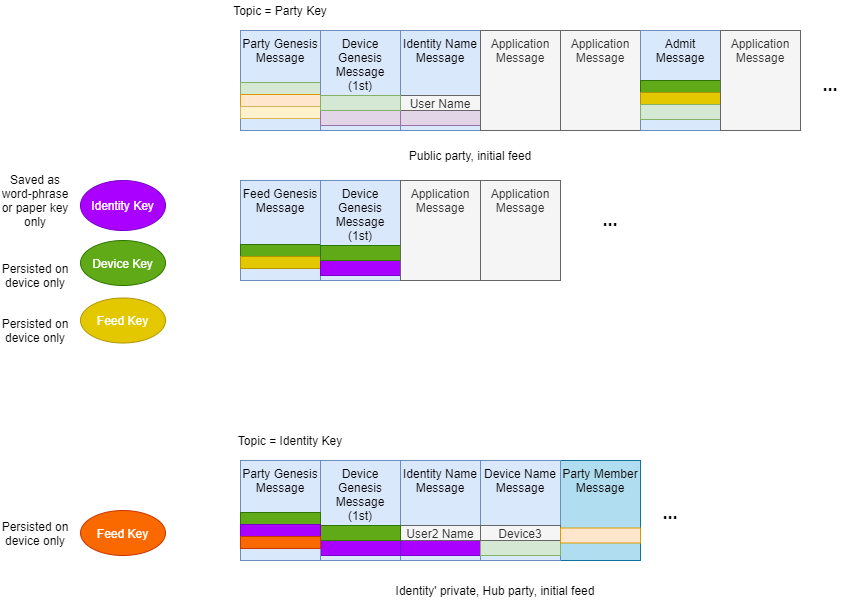 Topic = Party Key
Party Genesis
Message
Device
Genesis
Message
(1st)
Identity Name
Message
User Name
Application
Message
Application
Message
Admit
Message
Application
Message
...
Public party, initial feed
Saved as
word-phrase
or paper key
only
Identity Key
Persisted on
device only
Device Key
Persisted on
device only
Feed Key
Feed Genesis
Message
Device
Genesis
Message
(1st)
Application
Message
Application
Message
...
Topic = Identity Key
Party Genesis
Message
Device
Genesis
Message
(1st)
Identity Name
Message
User2 Name
Device Name
Message
Device3
Party Member
Message
...
Persisted on
device only
Feed Key
Identity' private, Hub party, initial feed